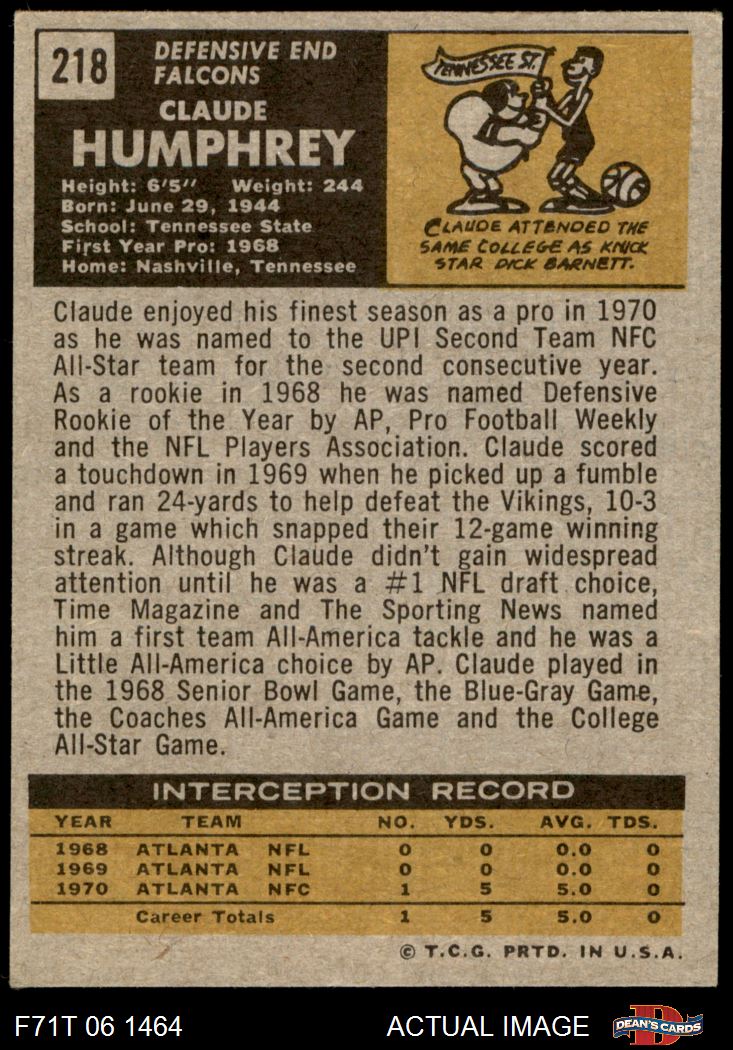 218
DEFENSIVE END
FALCONS
CLAUDE
HUMPHREY
Height: 6'5" Weight: 244
Born: June 29, 1944
School: Tennessee State
First Year Pro: 1968
Home: Nashville, Tennessee
TENNESSEE ST.
CLAUDE ATTENDED THE
SAME COLLEGE AS KNICK
STAR DICK BARNETT.
Claude enjoyed his finest season as a pro in 1970
as he was named to the UPI Second Team NFC
All-Star team for the second consecutive year.
As a rookie in 1968 he was named Defensive
Rookie of the Year by AP, Pro Football Weekly
and the NFL Players Association. Claude scored
a touchdown in 1969 when he picked up a fumble
and ran 24-yards to help defeat the Vikings, 10-3
in a game which snapped their 12-game winning
streak. Although Claude didn't gain widespread
attention until he was a #1 NFL draft choice,
Time Magazine and The Sporting News named
him a first team All-America tackle and he was a
Little All-America choice by AP. Claude played in
the 1968 Senior Bowl Game, the Blue-Gray Game,
the Coaches All-America Game and the College
All-Star Game.
INTERCEPTION RECORD
YEAR TEAM NO. YDS. AVG. TDS.
1968 ATLANTA NFL 0 0 0.0 0
1969 ATLANTA NFL 0 0 0.0 0
1970 ATLANTA NFC 1 5 5.0 0
Career Totals 1 5 5.0 0
© T.C.G. PRTD. IN U.S.A.
F71T 06 1464 ACTUAL IMAGE D DEAN'S CARDS